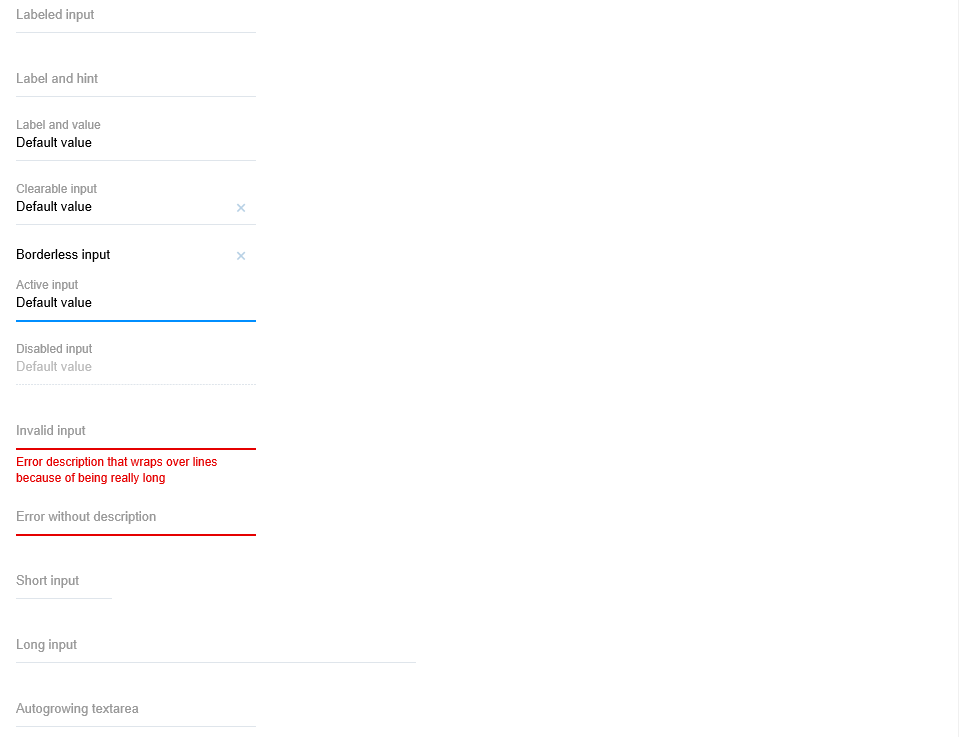 Labeled input
Label and hint
Label and value
Default value
Clearable input
Default value
Borderless input
Active input
Default value
Disabled input
Default value
Invalid input
Error description that wraps over lines
because of being really long
Error without description
Short input
Long input
Autogrowing textarea